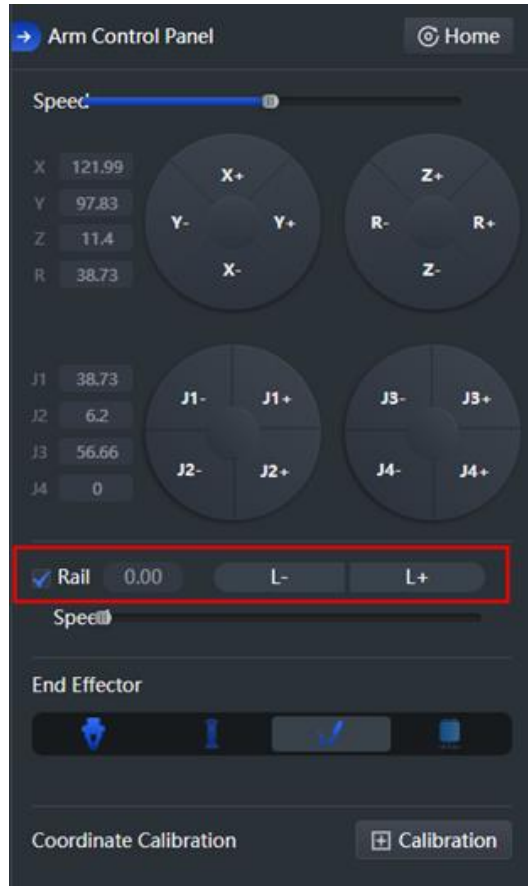 Arm Control Panel Home
Speed
X 121.99
Y 97.83
Z 11.4
R 38.73
X+
Y- Y+
X-
Z+
R- R+
Z-
J1 38.73
J2 6.2
J3 56.66
J4 0
J1- J1+
J2- J2+
J3- J3+
J4- J4+
Rail 0.00 L- L+
Speed
End Effector
Coordinate Calibration Calibration